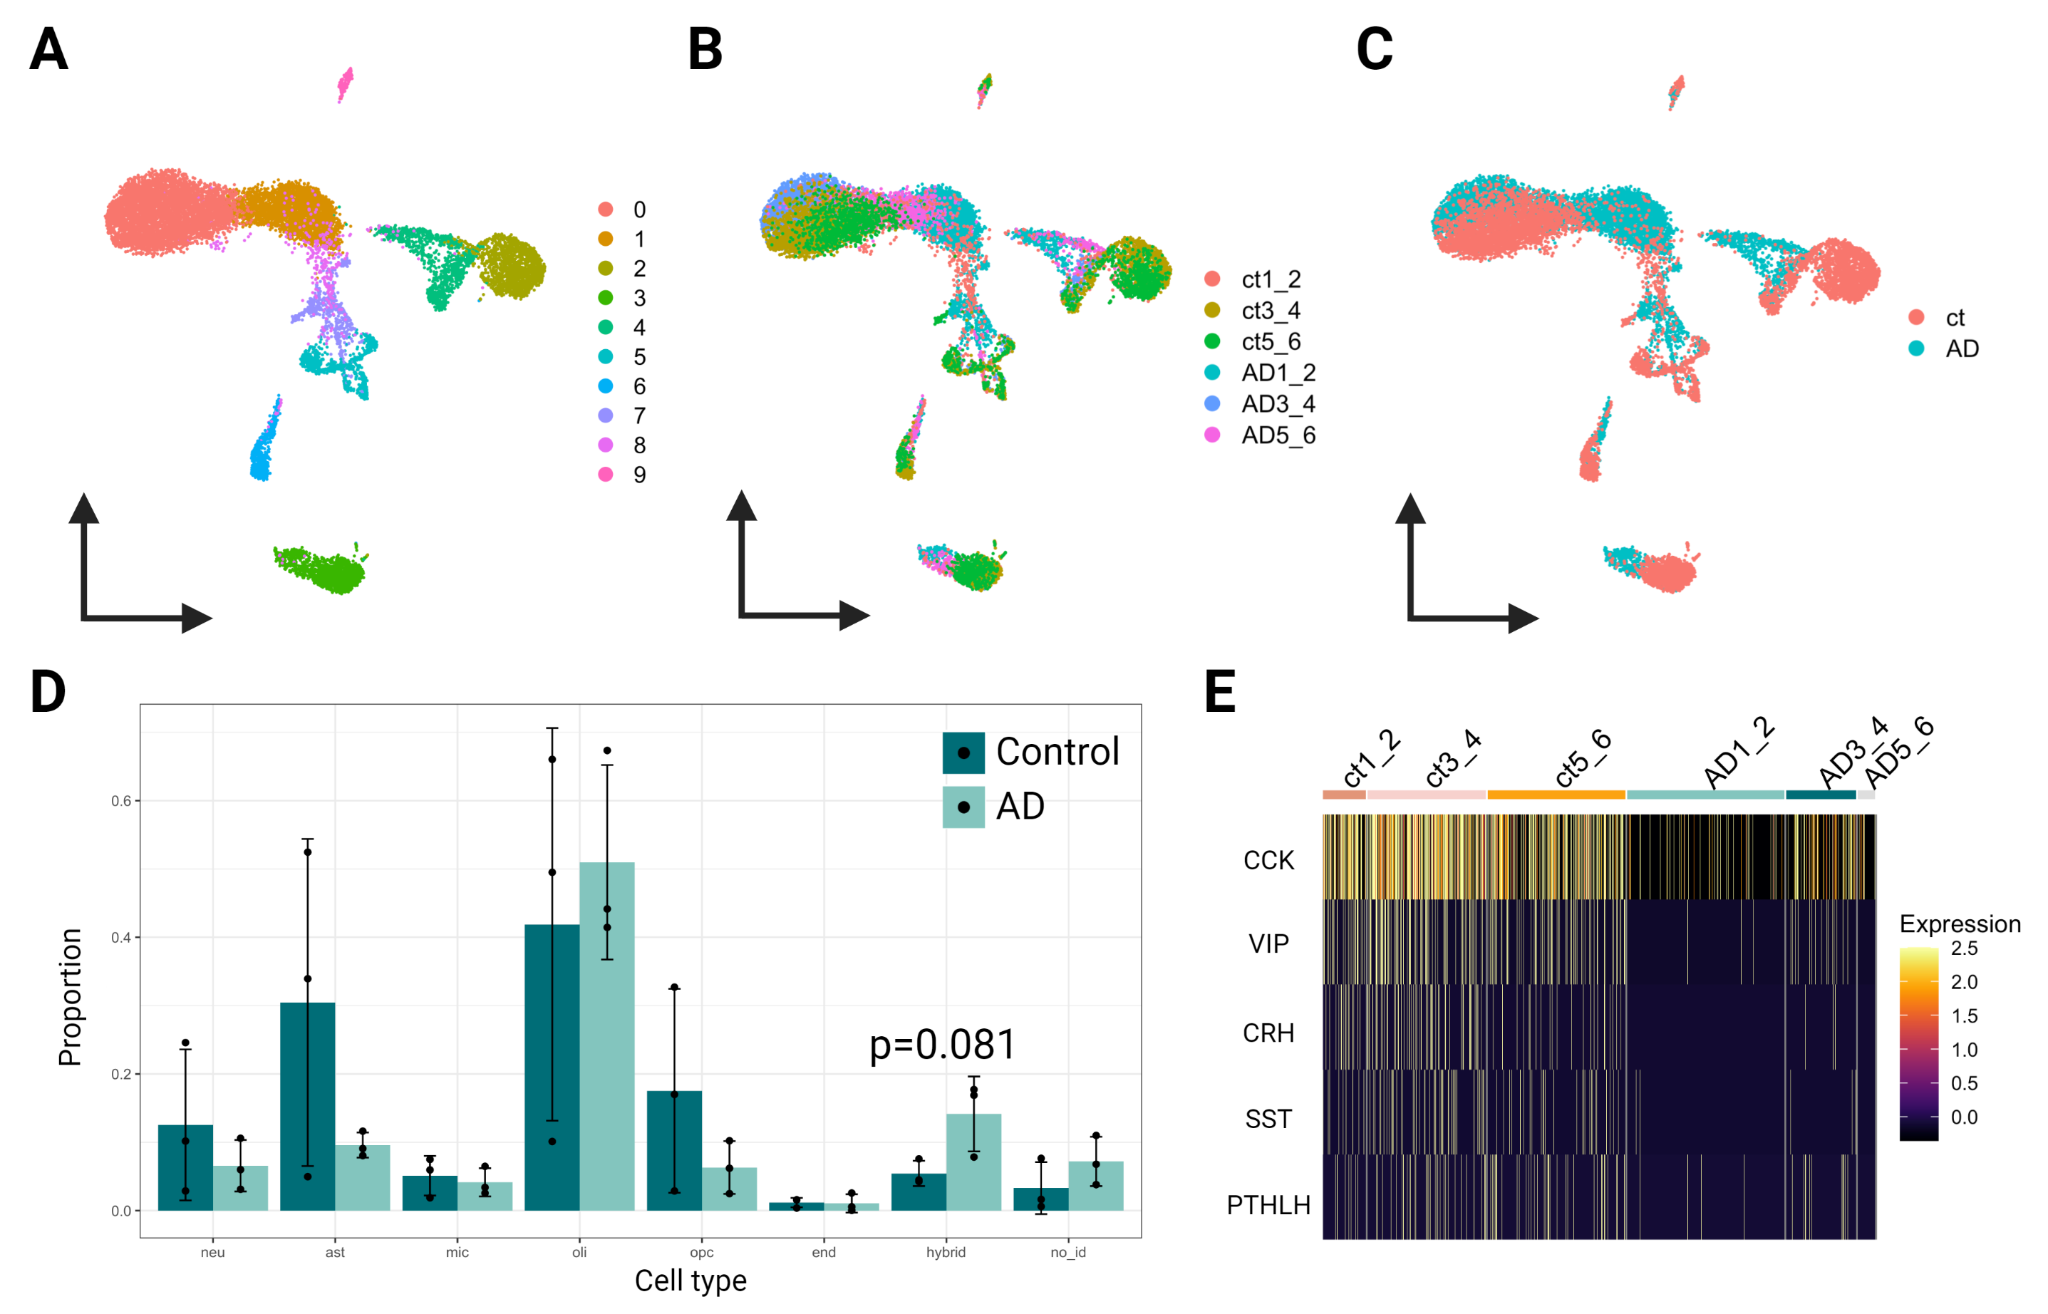 A
B
C
0
1
2
3
4
5
6
7
8
9
ct1_2
ct3_4
ct5_6
AD1_2
AD3_4
AD5_6
ct
AD
D
Proportion
0.6
0.4
0.2
0.0
Control
AD
p=0.081
neu
ast
mic
oli
opc
end
hybrid
no_id
Cell type
E
ct1_2
ct3_4
ct5_6
AD1_2
AD3_4
AD5_6
CCK
VIP
CRH
SST
PTHLH
Expression
2.5
2.0
1.5
1.0
0.5
0.0